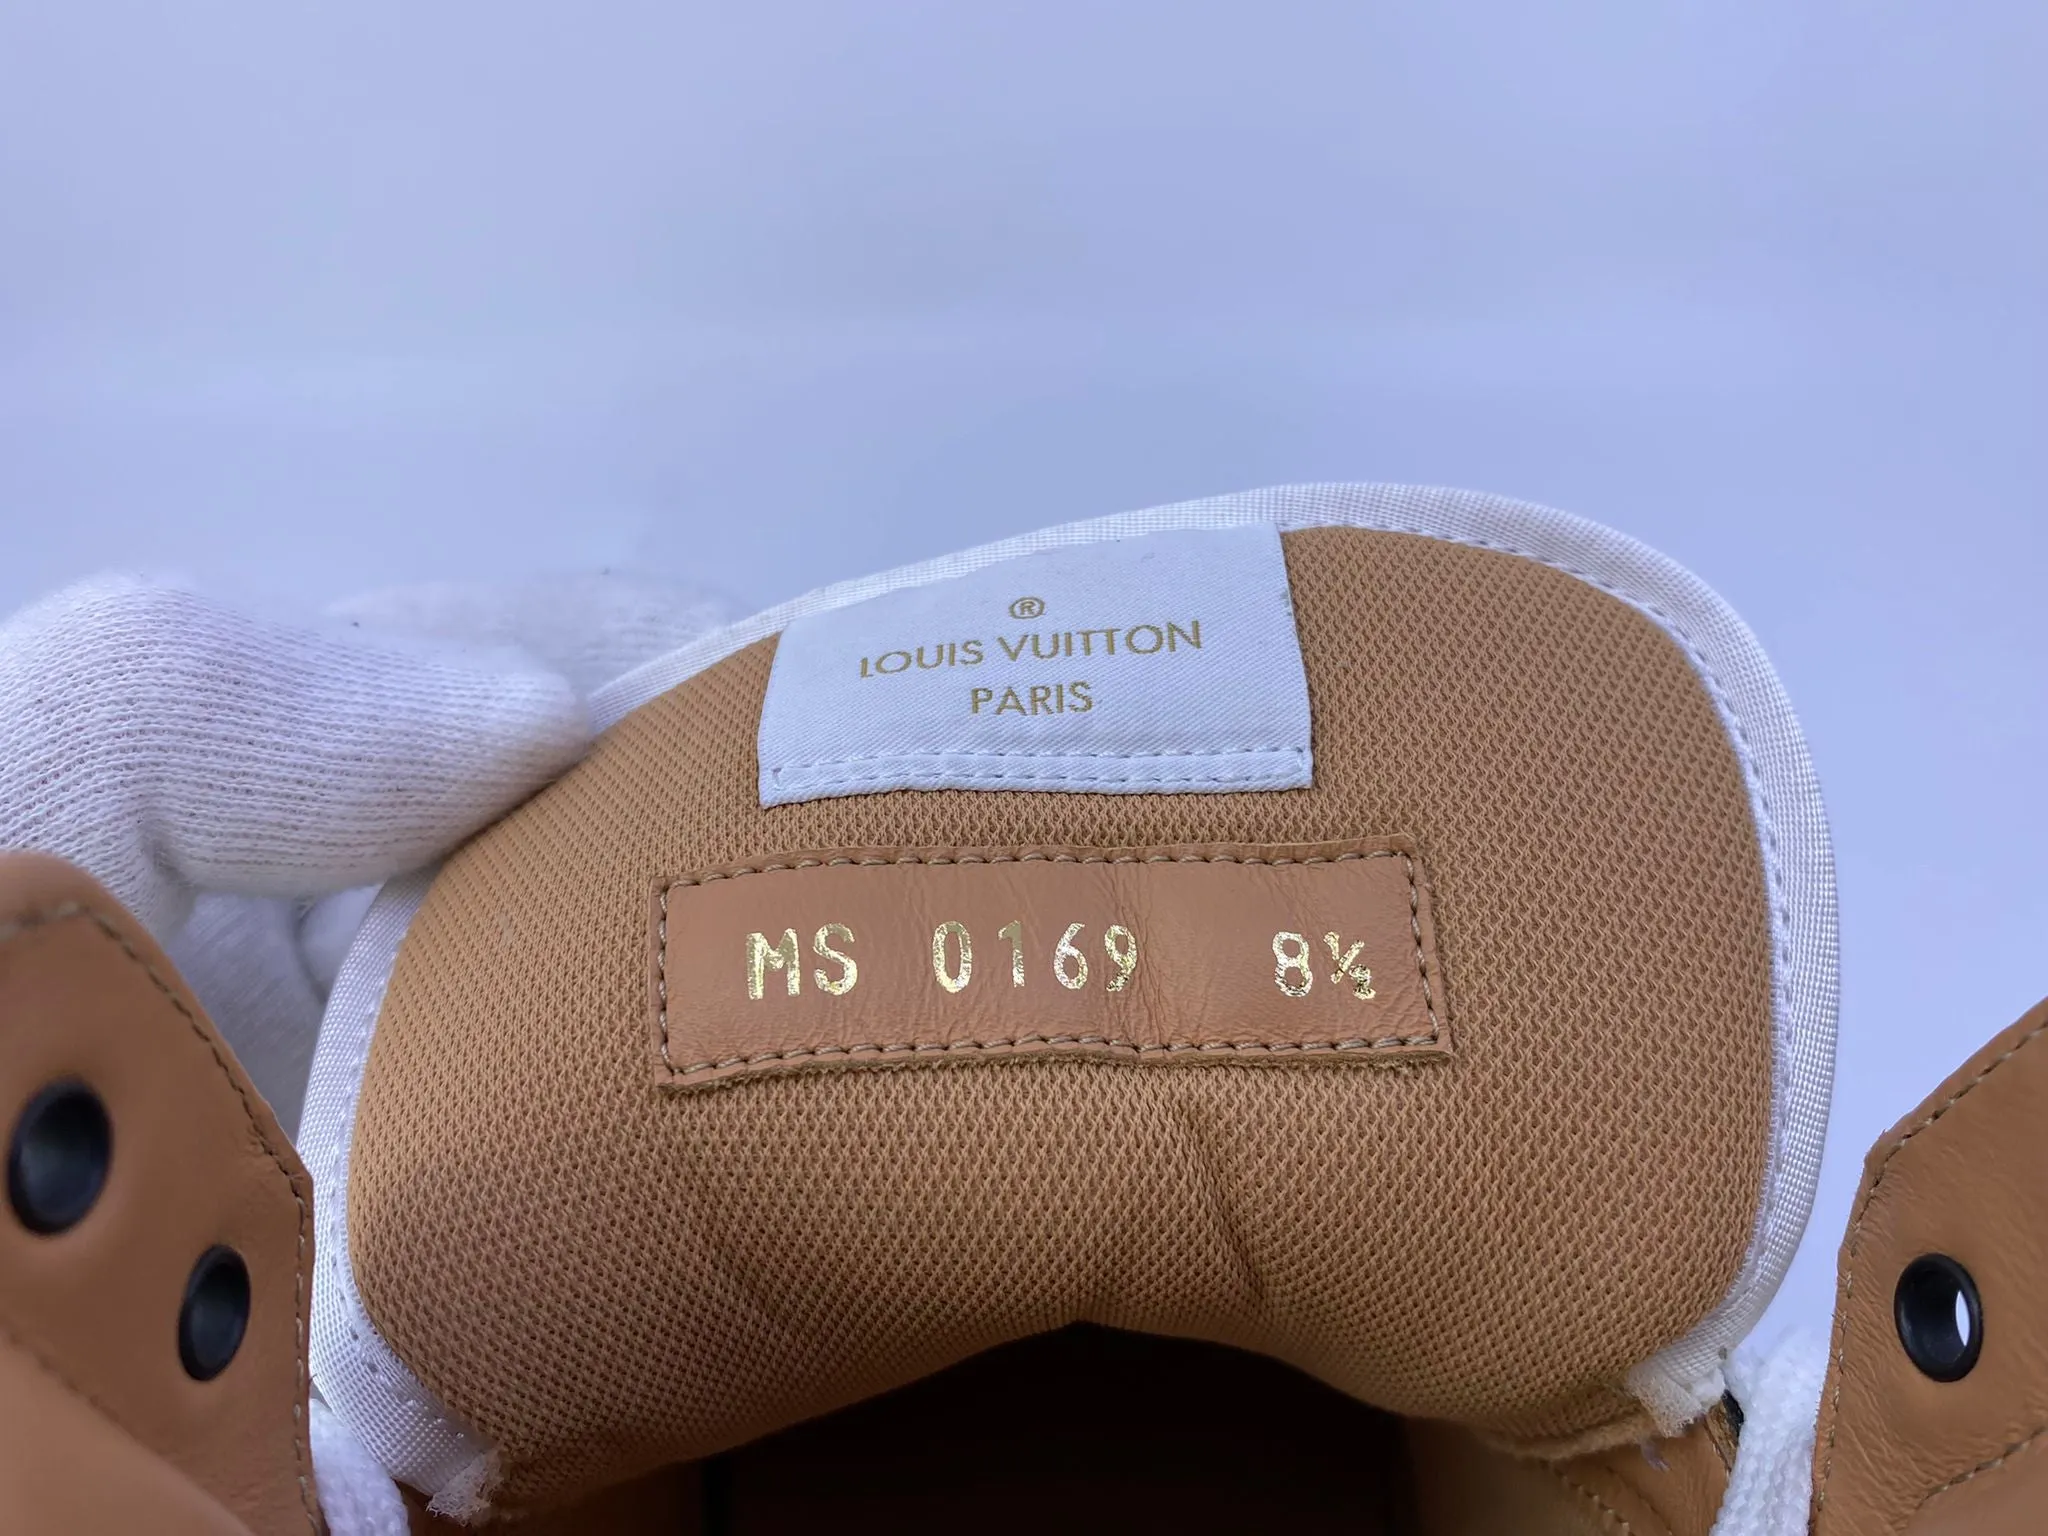 ®
LOUIS VUITTON
PARIS
MS 0169 8½